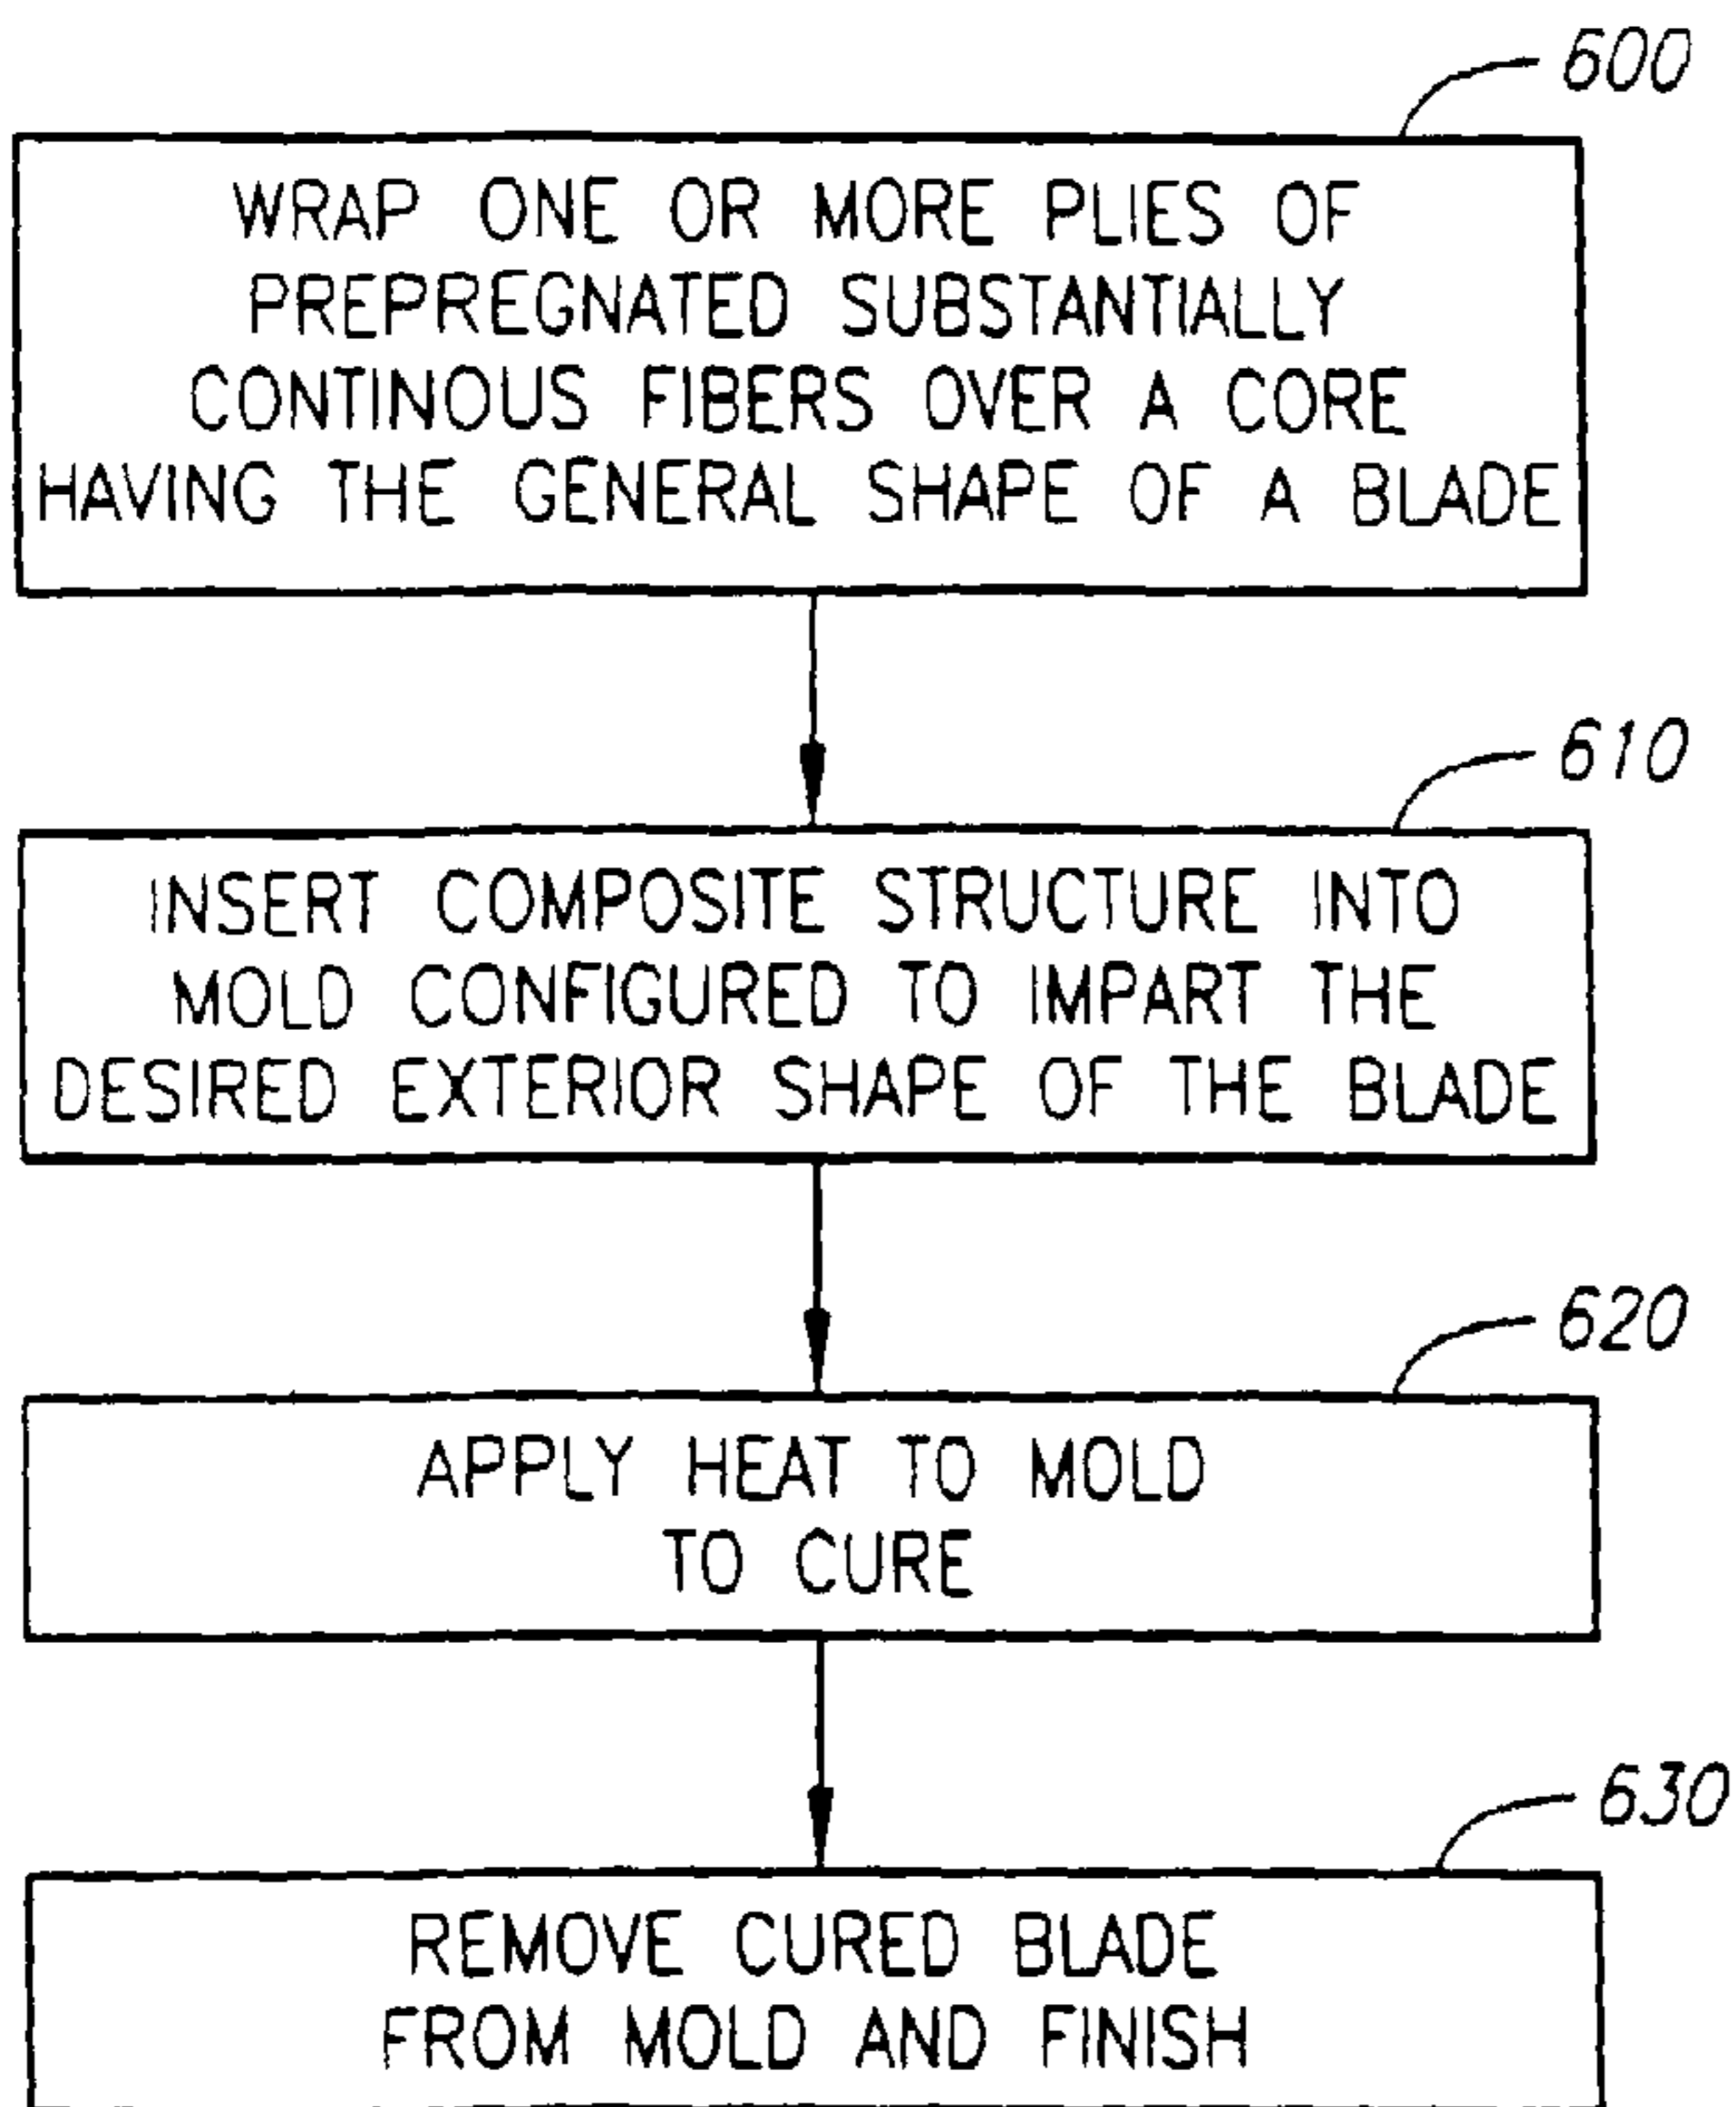 600
WRAP ONE OR MORE PLIES OF
PREPREGNATED SUBSTANTIALLY
CONTINOUS FIBERS OVER A CORE
HAVING THE GENERAL SHAPE OF A BLADE
610
INSERT COMPOSITE STRUCTURE INTO
MOLD CONFIGURED TO IMPART THE
DESIRED EXTERIOR SHAPE OF THE BLADE
620
APPLY HEAT TO MOLD
TO CURE
630
REMOVE CURED BLADE
FROM MOLD AND FINISH